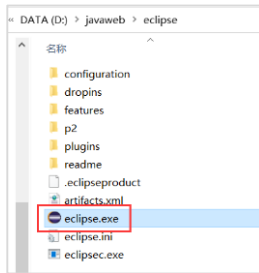 « DATA (D:) > javaweb > eclipse
名称
configuration
dropins
features
p2
plugins
readme
.eclipseproduct
artifacts.xml
eclipse.exe
eclipse.ini
eclipsec.exe